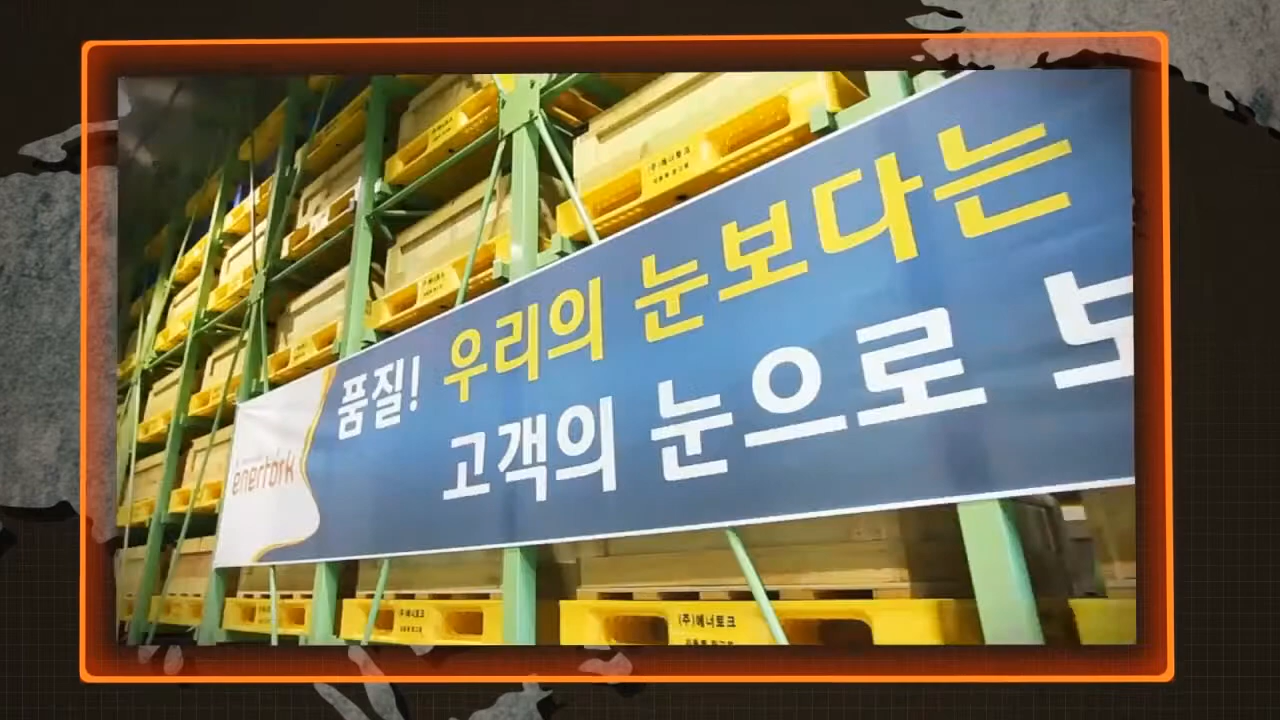 품질! 우리의 눈보다는
고객의 눈으로
enertork
(주)에너토크
(주)에너토크